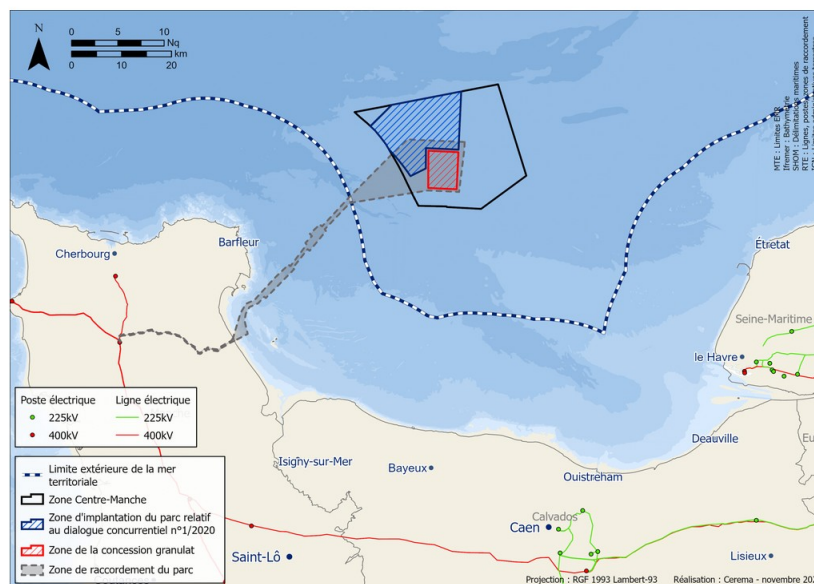 N
0 5 10
Nq
km
0 10 20
MTE : Limites EMR
Ifremer : Bathymétrie
SHOM : Délimitations maritimes
RTE : Lignes, postes, zones de raccordement
Cherbourg
Barfleur
Étretat
Seine-Maritime
le Havre
Deauville
Isigny-sur-Mer
Bayeux
Ouistreham
Calvados
Caen
Saint-Lô
Lisieux
Eu
Poste électrique
Ligne électrique
225kV
225kV
400kV
400kV
Limite extérieure de la mer
territoriale
Zone Centre-Manche
Zone d'implantation du parc relatif
au dialogue concurrentiel n°1/2020
Zone de la concession granulat
Zone de raccordement du parc
Projection : RGF 1993 Lambert-93 Réalisation : Cerema - novembre 202